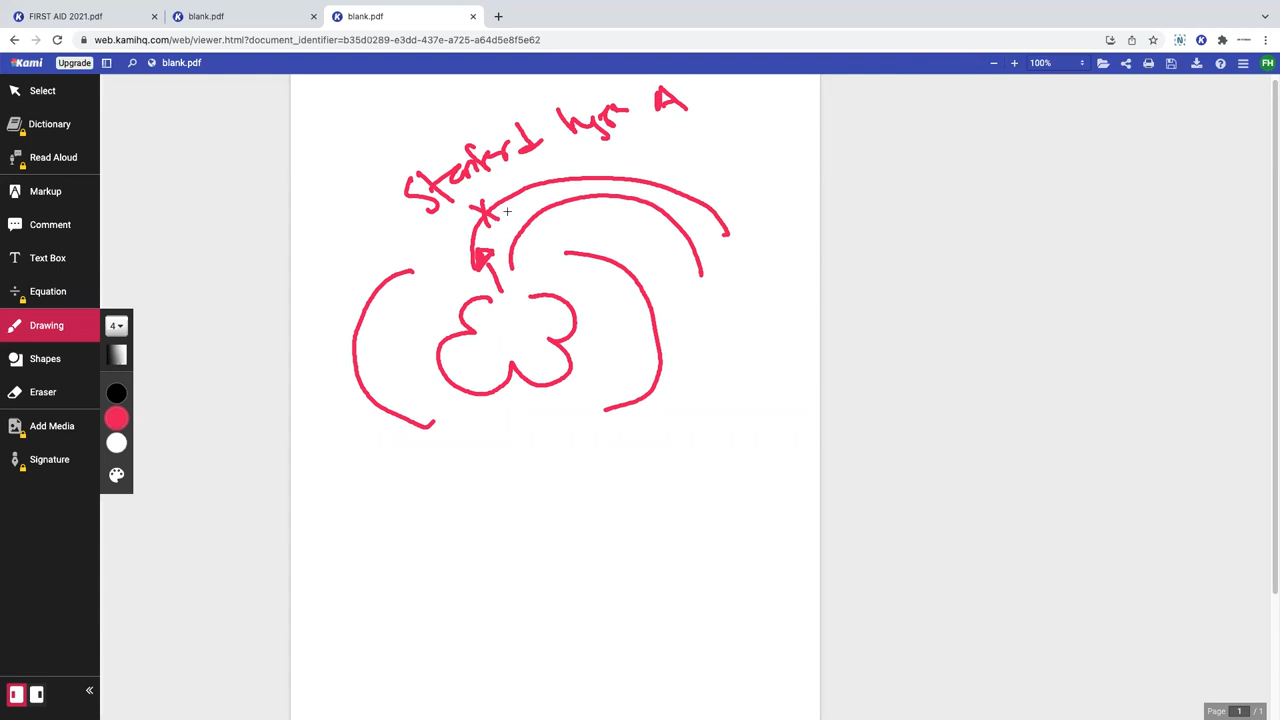 FIRST AID 2021.pdf
blank.pdf
blank.pdf
web.kamihq.com/web/viewer.html?document_identifier=b35d0289-e3dd-437e-a725-a64d5e8f5e62
Kami
Upgrade
blank.pdf
100%
FH
Select
Dictionary
Read Aloud
Markup
Comment
Text Box
Equation
Drawing
4
Shapes
Eraser
Add Media
Signature
Stanford A
Page 1 / 1